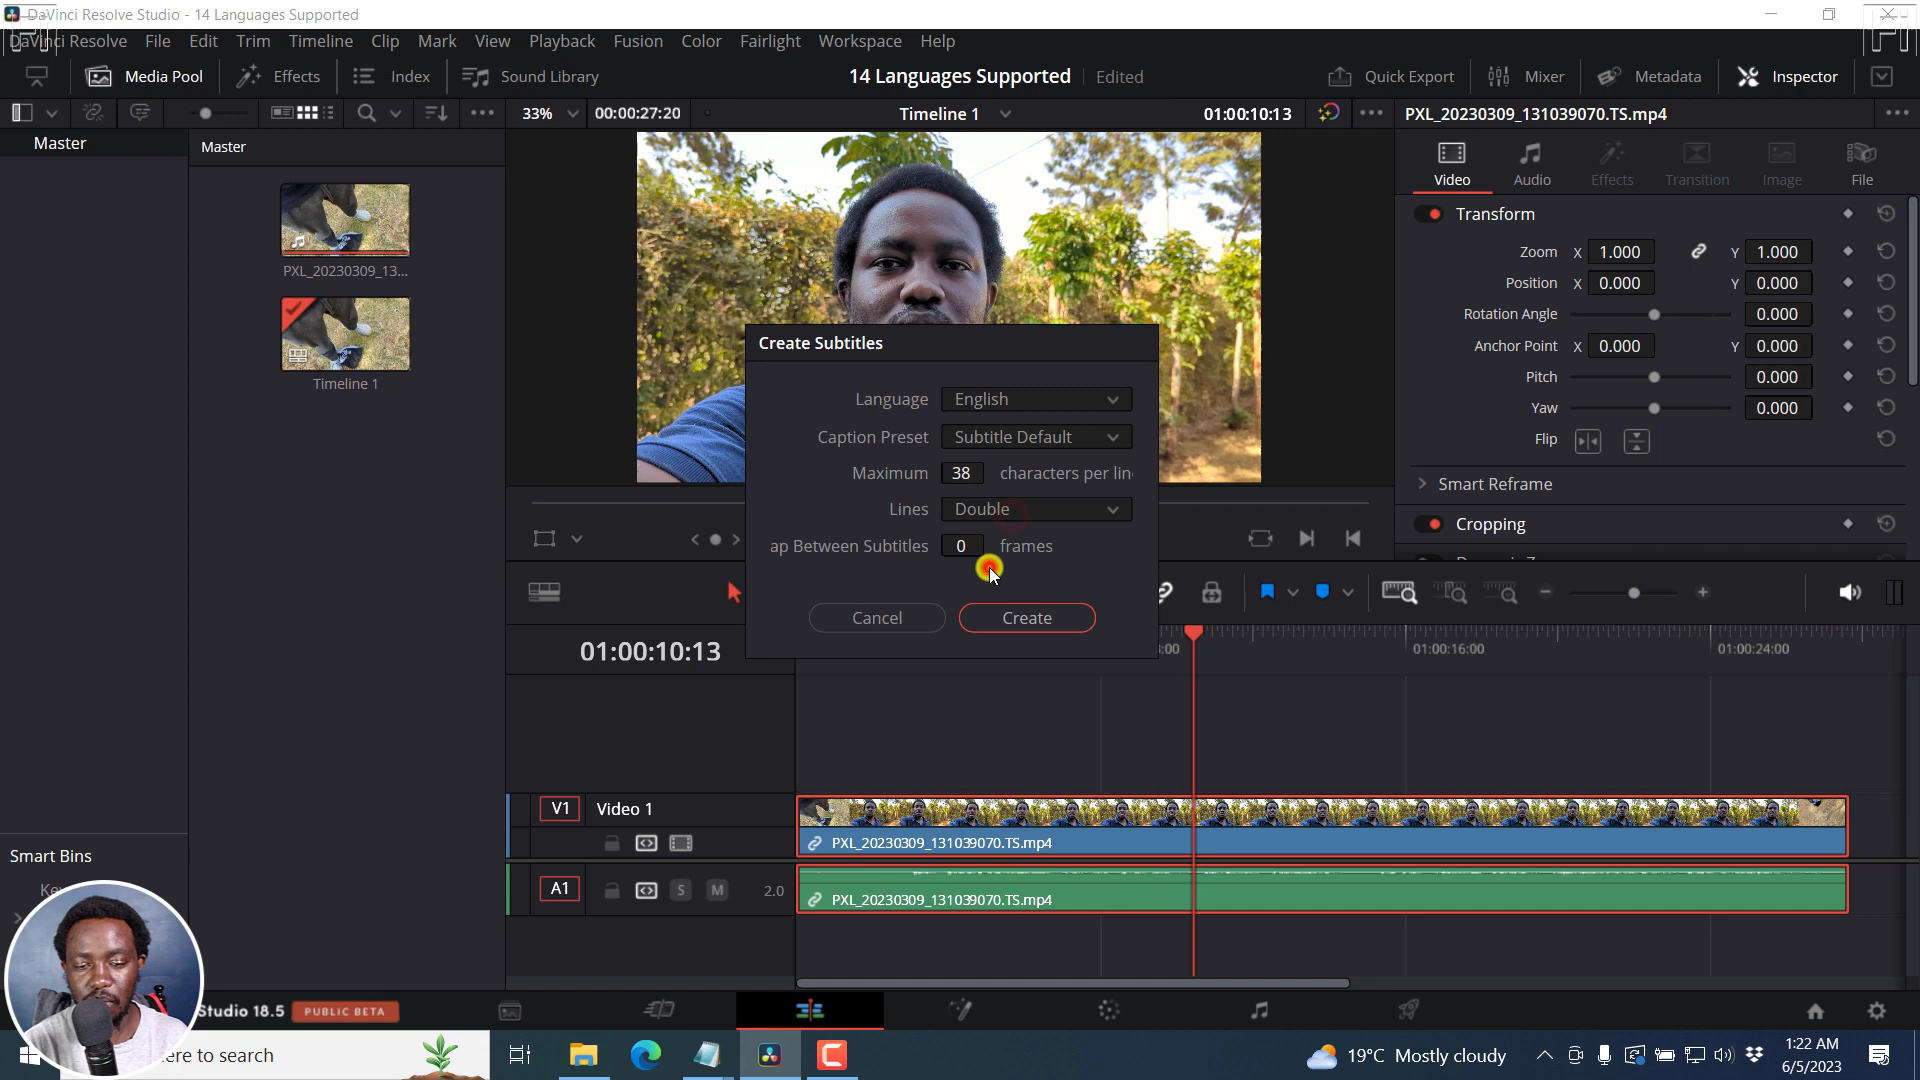 DaVinci Resolve Studio - 14 Languages Supported
DaVinci Resolve File Edit Trim Timeline Clip Mark View Playback Fusion Color Fairlight Workspace Help
Media Pool Effects Index Sound Library 14 Languages Supported Edited Quick Export Mixer Metadata Inspector
33% 00:00:27:20 Timeline 1 01:00:10:13 PXL_20230309_131039070.TS.mp4
Master Master
Video Audio Effects Transition Image File
PXL_20230309_13...
Timeline 1
Transform
Zoom X 1.000 Y 1.000
Position X 0.000 Y 0.000
Rotation Angle 0.000
Anchor Point X 0.000 Y 0.000
Pitch 0.000
Yaw 0.000
Flip
Smart Reframe
Cropping
Create Subtitles
Language English
Caption Preset Subtitle Default
Maximum 38 characters per lin
Lines Double
ap Between Subtitles 0 frames
Cancel Create
01:00:10:13 :00 01:00:16:00 01:00:24:00
V1 Video 1
PXL_20230309_131039070.TS.mp4
A1 S M 2.0
PXL_20230309_131039070.TS.mp4
Smart Bins
Studio 18.5 PUBLIC BETA
ere to search
19°C Mostly cloudy
1:22 AM
6/5/2023